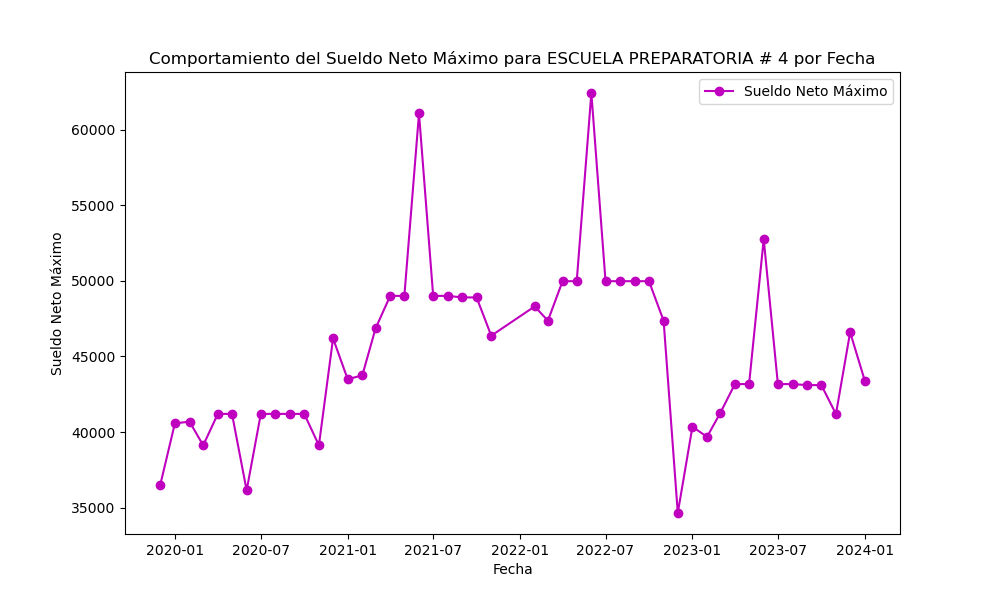 Comportamiento del Sueldo Neto Máximo para ESCUELA PREPARATORIA # 4 por Fecha
Sueldo Neto Máximo
Sueldo Neto Máximo
60000
55000
50000
45000
40000
35000
2020-01 2020-07 2021-01 2021-07 2022-01 2022-07 2023-01 2023-07 2024-01
Fecha